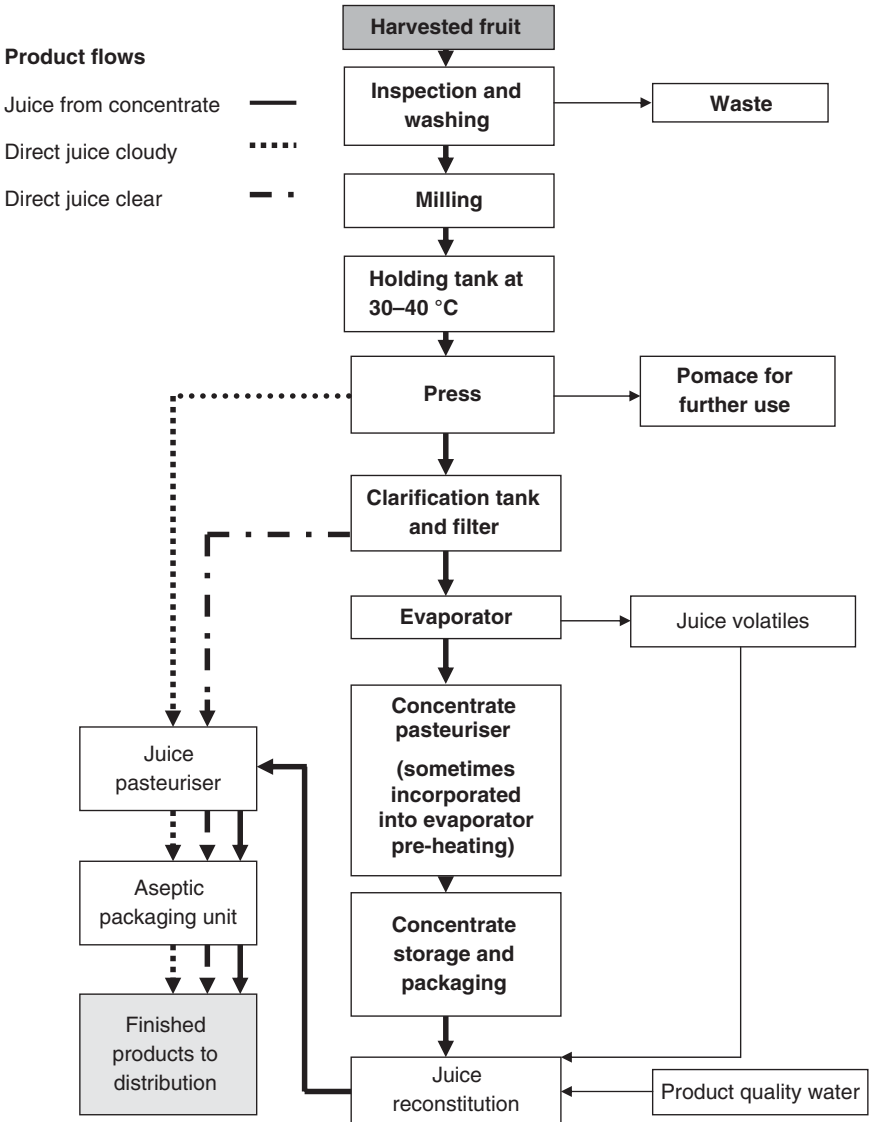 Harvested fruit
Product flows
Juice from concentrate
Direct juice cloudy
Direct juice clear
Inspection and
washing
Waste
Milling
Holding tank at
30–40 °C
Press
Pomace for
further use
Clarification tank
and filter
Evaporator
Juice volatiles
Concentrate
pasteuriser
(sometimes
incorporated
into evaporator
pre-heating)
Juice
pasteuriser
Aseptic
packaging unit
Concentrate
storage and
packaging
Finished
products to
distribution
Juice
reconstitution
Product quality water